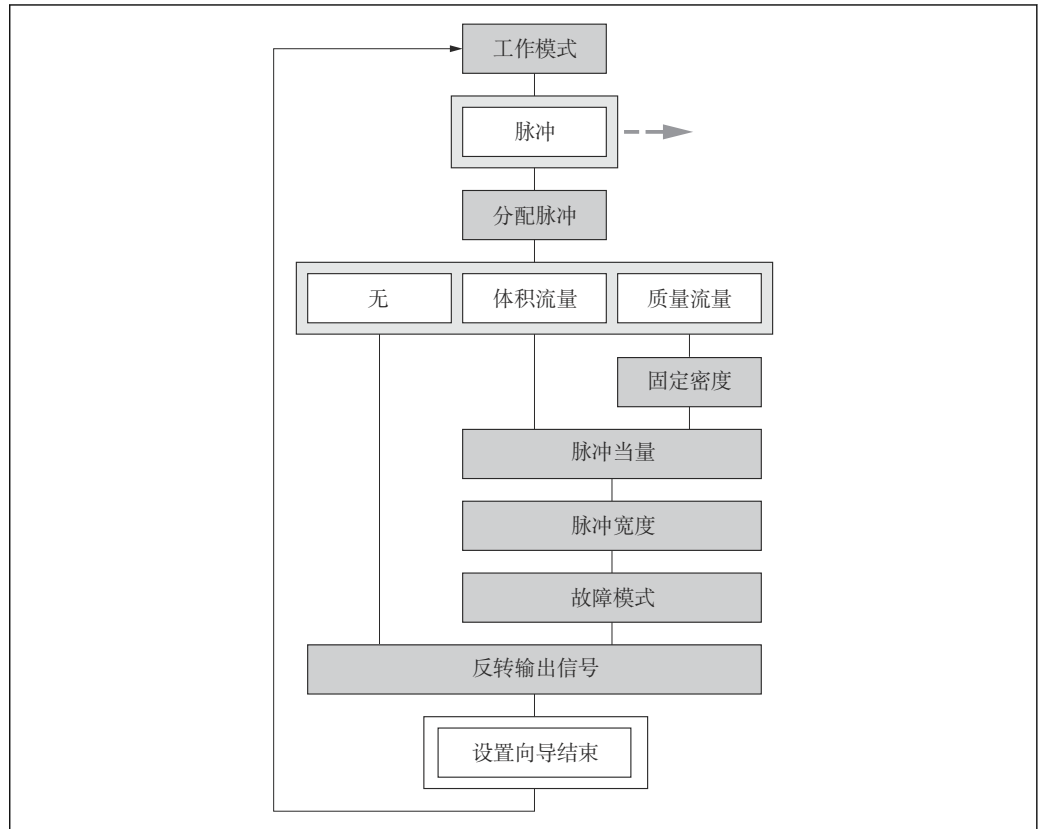 工作模式
脉冲
分配脉冲
无
体积流量
质量流量
固定密度
脉冲当量
脉冲宽度
故障模式
反转输出信号
设置向导结束